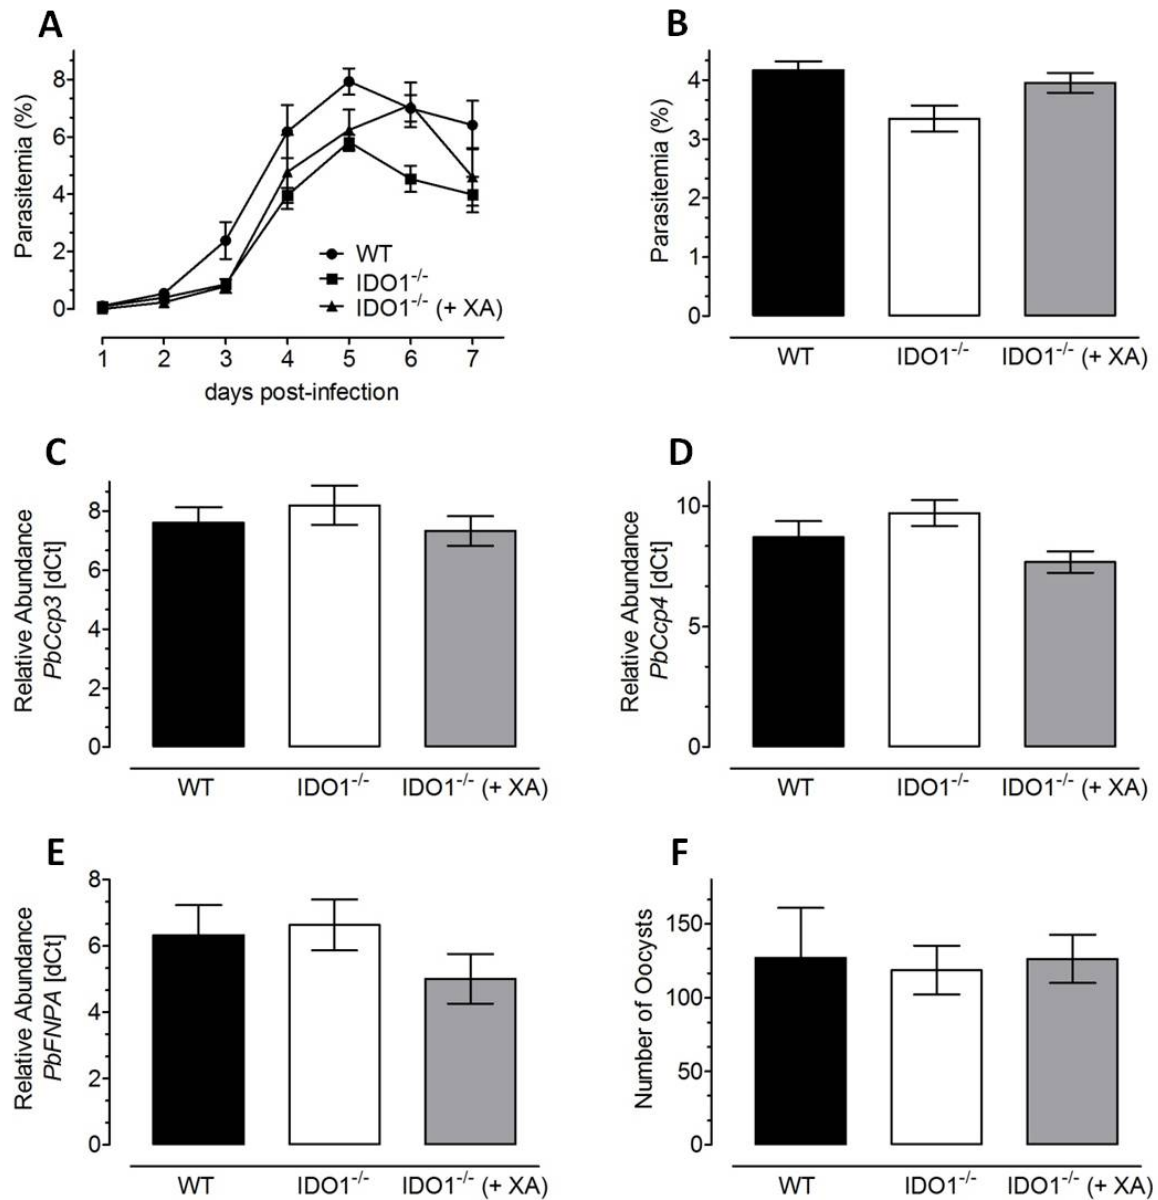 A
Parasitemia (%)
8
6
4
2
0
WT
IDO1-/-
IDO1-/- (+ XA)
1 2 3 4 5 6 7
days post-infection
B
Parasitemia (%)
4
3
2
1
0
WT IDO1-/- IDO1-/- (+ XA)
C
Relative Abundance
PbCcp3 [dCt]
8
6
4
2
0
WT IDO1-/- IDO1-/- (+ XA)
D
Relative Abundance
PbCcp4 [dCt]
10
5
0
WT IDO1-/- IDO1-/- (+ XA)
E
Relative Abundance
PbFNPA [dCt]
8
6
4
2
0
WT IDO1-/- IDO1-/- (+ XA)
F
Number of Oocysts
150
100
50
0
WT IDO1-/- IDO1-/- (+ XA)